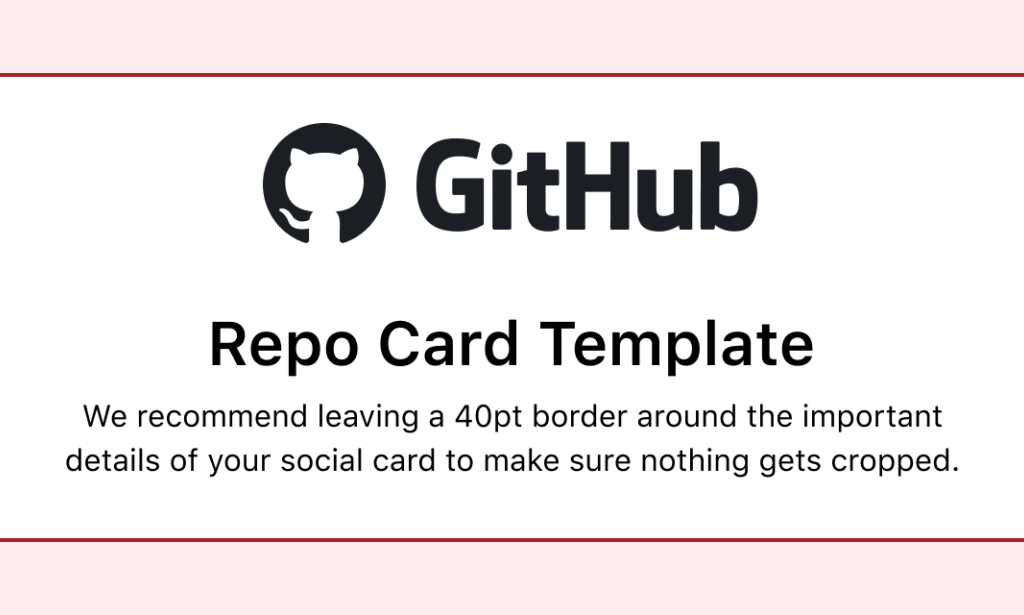 GitHub
Repo Card Template
We recommend leaving a 40pt border around the important
details of your social card to make sure nothing gets cropped.